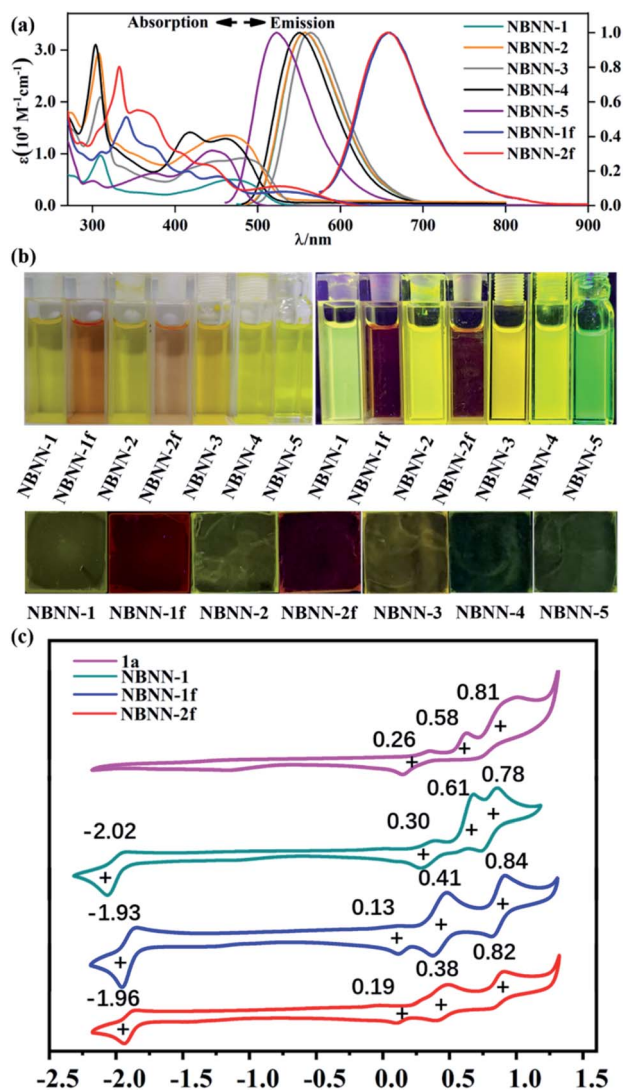 (a)
Absorption Emission
NBNN-1
NBNN-2
NBNN-3
NBNN-4
NBNN-5
NBNN-1f
NBNN-2f
ε(10⁴ M⁻¹cm⁻¹)
3.0
2.0
1.0
0.0
1.0
0.8
0.6
0.4
0.2
0.0
300 400 500 600 700 800 900
λ/nm
(b)
NBNN-1 NBNN-1f NBNN-2 NBNN-2f NBNN-3 NBNN-4 NBNN-5 NBNN-1 NBNN-1f NBNN-2 NBNN-2f NBNN-3 NBNN-4 NBNN-5
NBNN-1 NBNN-1f NBNN-2 NBNN-2f NBNN-3 NBNN-4 NBNN-5
(c)
1a
NBNN-1
NBNN-1f
NBNN-2f
0.26 0.58 0.81
-2.02 0.30 0.61 0.78
-1.93 0.13 0.41 0.84
-1.96 0.19 0.38 0.82
-2.5 -2.0 -1.5 -1.0 -0.5 0.0 0.5 1.0 1.5